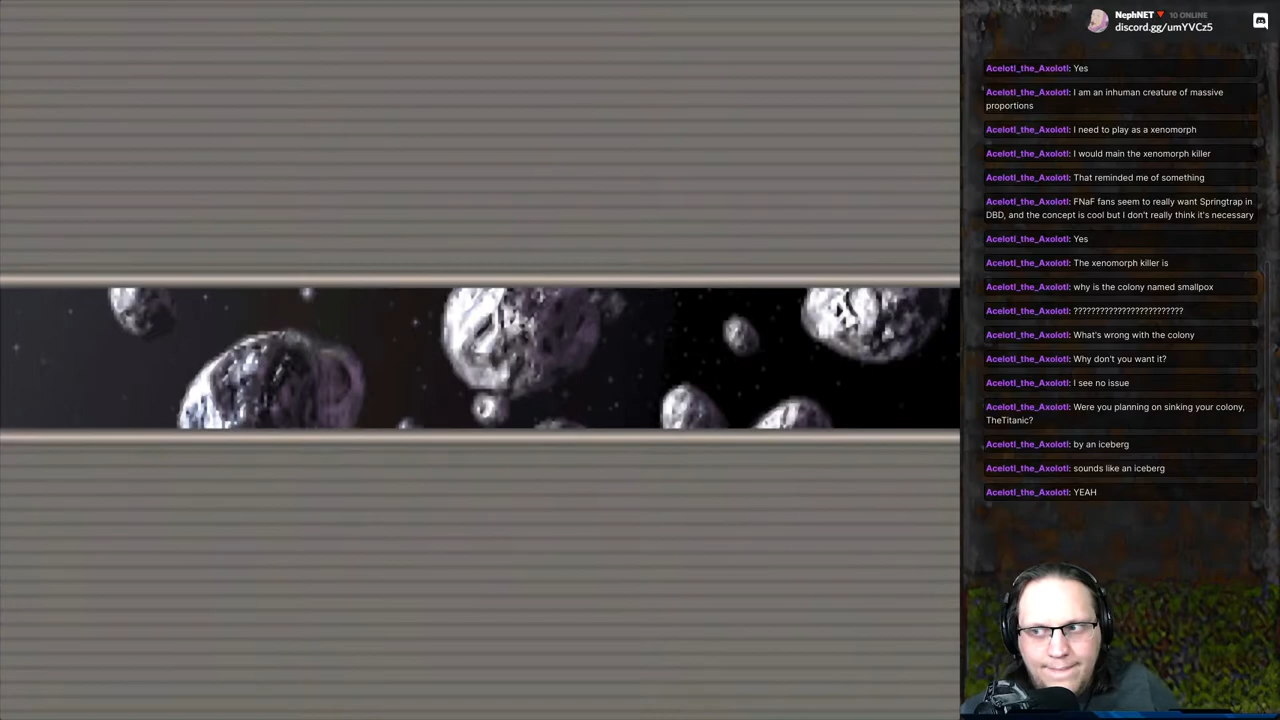 NephNET 10 ONLINE
discord.gg/umYVCz5
Acelotl_the_Axolotl: Yes
Acelotl_the_Axolotl: I am an inhuman creature of massive
proportions
Acelotl_the_Axolotl: I need to play as a xenomorph
Acelotl_the_Axolotl: I would main the xenomorph killer
Acelotl_the_Axolotl: That reminded me of something
Acelotl_the_Axolotl: FNaF fans seem to really want Springtrap in
DBD, and the concept is cool but I don't really think it's necessary
Acelotl_the_Axolotl: Yes
Acelotl_the_Axolotl: The xenomorph killer is
Acelotl_the_Axolotl: why is the colony named smallpox
Acelotl_the_Axolotl: ????????????????????????
Acelotl_the_Axolotl: What's wrong with the colony
Acelotl_the_Axolotl: Why don't you want it?
Acelotl_the_Axolotl: I see no issue
Acelotl_the_Axolotl: Were you planning on sinking your colony,
TheTitanic?
Acelotl_the_Axolotl: by an iceberg
Acelotl_the_Axolotl: sounds like an iceberg
Acelotl_the_Axolotl: YEAH